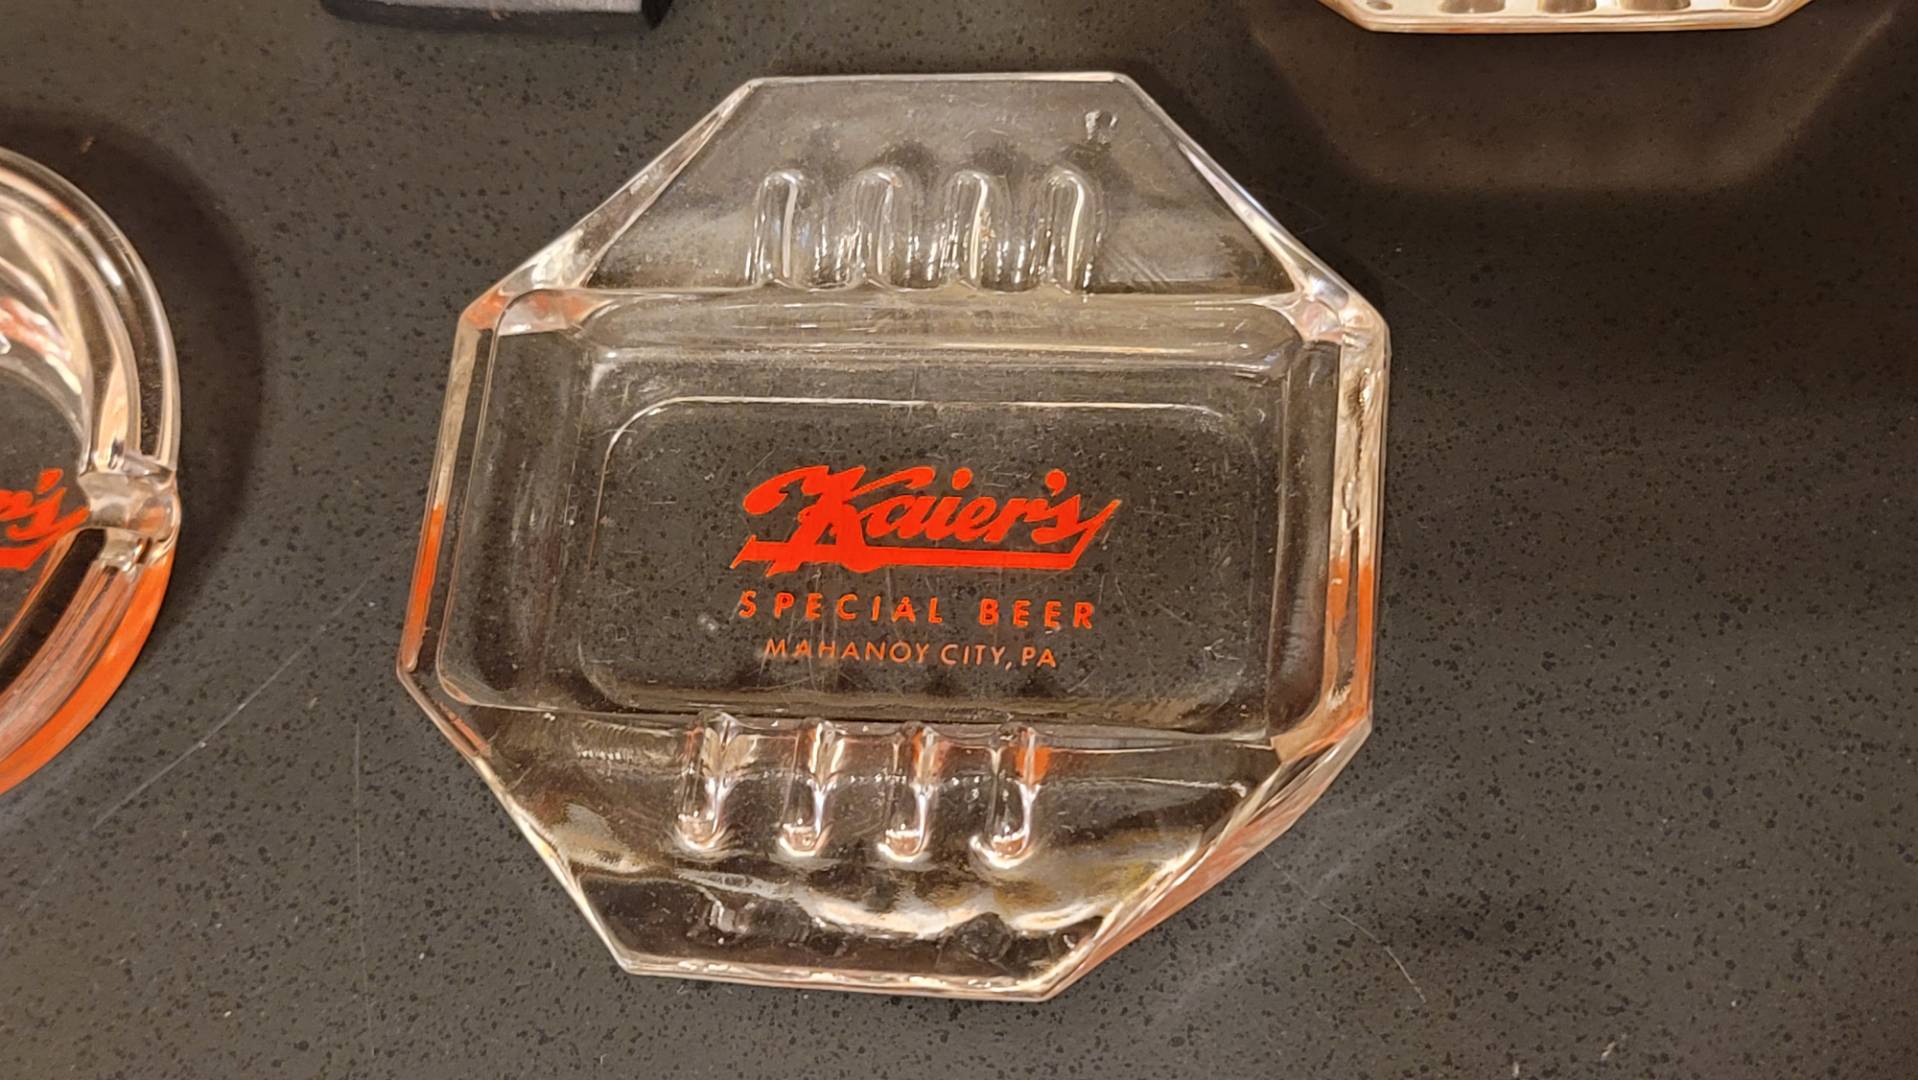 Kaier's
SPECIAL BEER
MAHANOY CITY, PA